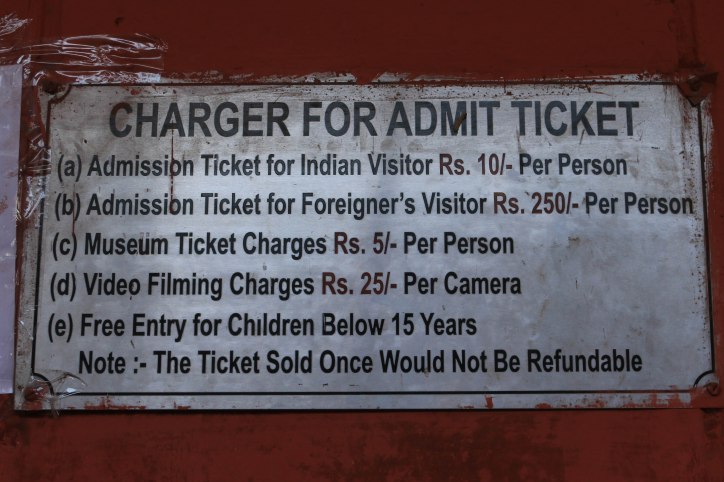 CHARGER FOR ADMIT TICKET
(a) Admission Ticket for Indian Visitor Rs. 10/- Per Person
(b) Admission Ticket for Foreigner's Visitor Rs. 250/- Per Person
(c) Museum Ticket Charges Rs. 5/- Per Person
(d) Video Filming Charges Rs. 25/- Per Camera
(e) Free Entry for Children Below 15 Years
Note :- The Ticket Sold Once Would Not Be Refundable